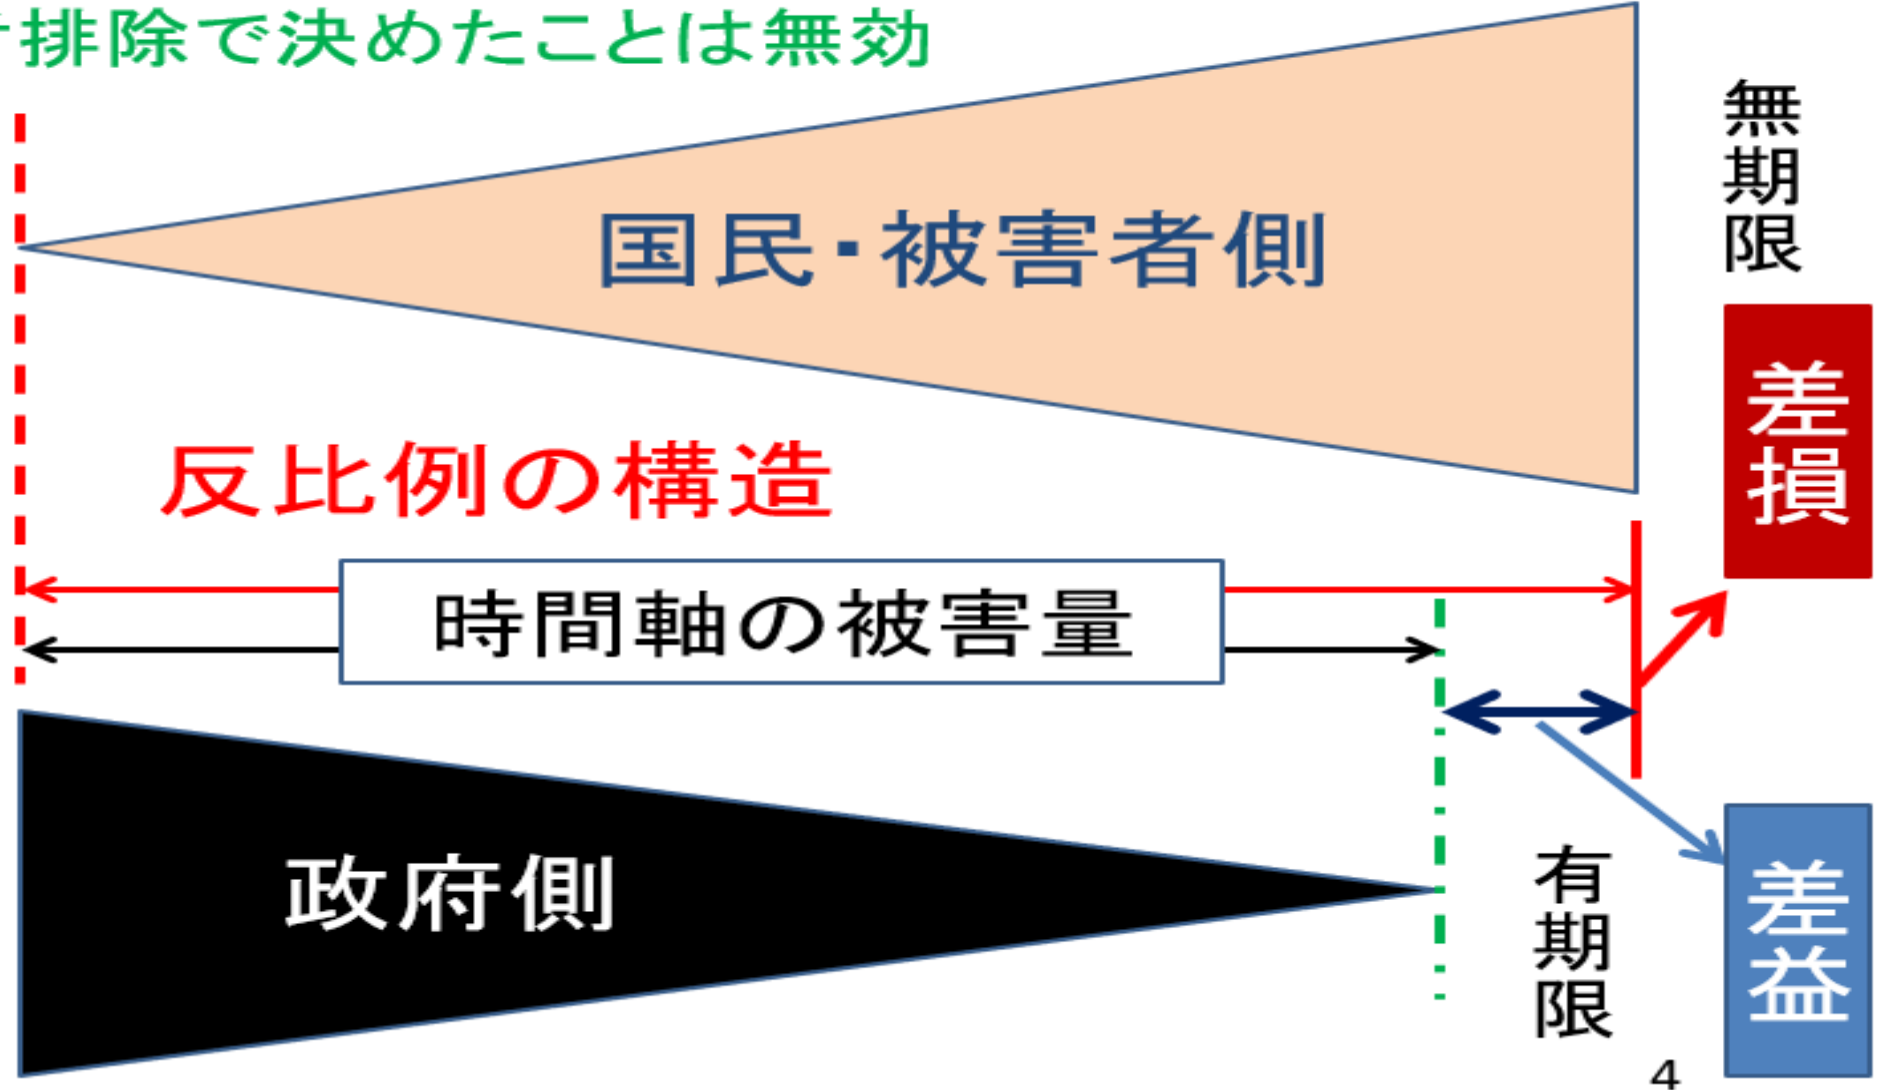 排除で決めたことは無効
無期限
国民・被害者側
差損
反比例の構造
時間軸の被害量
政府側
有期限
差益
4